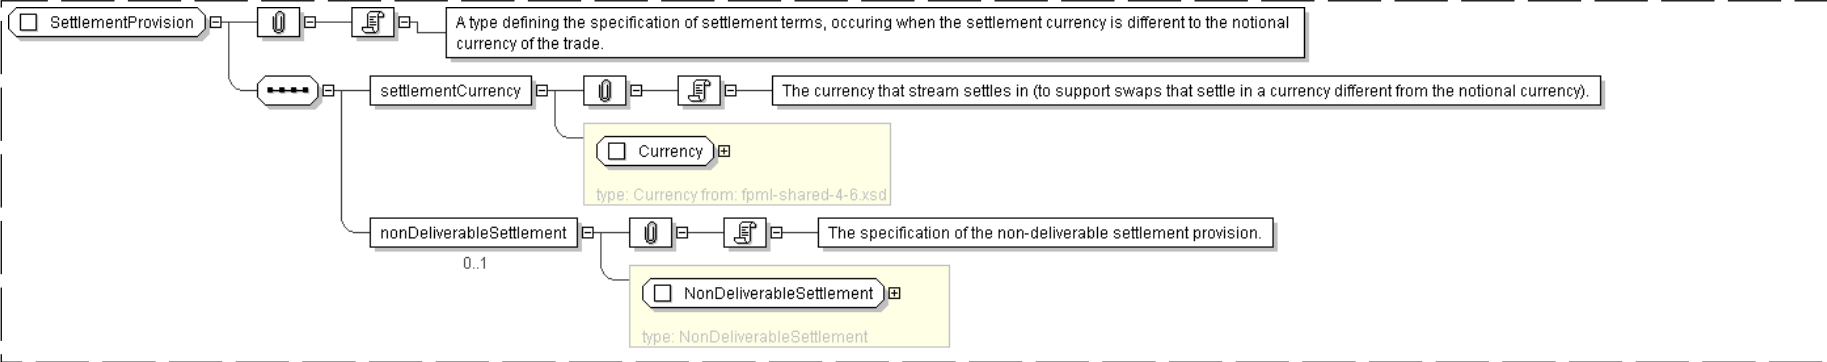 SettlementProvision
A type defining the specification of settlement terms, occuring when the settlement currency is different to the notional
currency of the trade.
settlementCurrency
The currency that stream settles in (to support swaps that settle in a currency different from the notional currency).
Currency
type: Currency from: fpml-shared-4-6.xsd
nonDeliverableSettlement
The specification of the non-deliverable settlement provision.
0..1
NonDeliverableSettlement
type: NonDeliverableSettlement